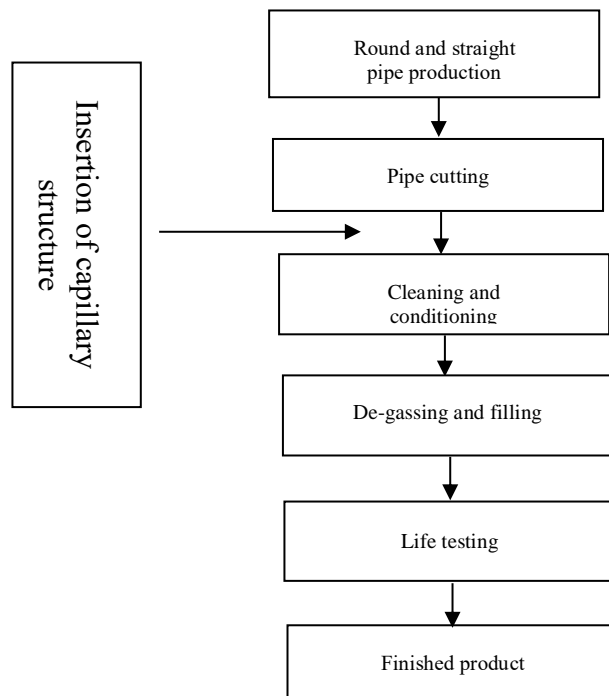 Round and straight
pipe production
Insertion of capillary
structure
Pipe cutting
Cleaning and
conditioning
De-gassing and filling
Life testing
Finished product